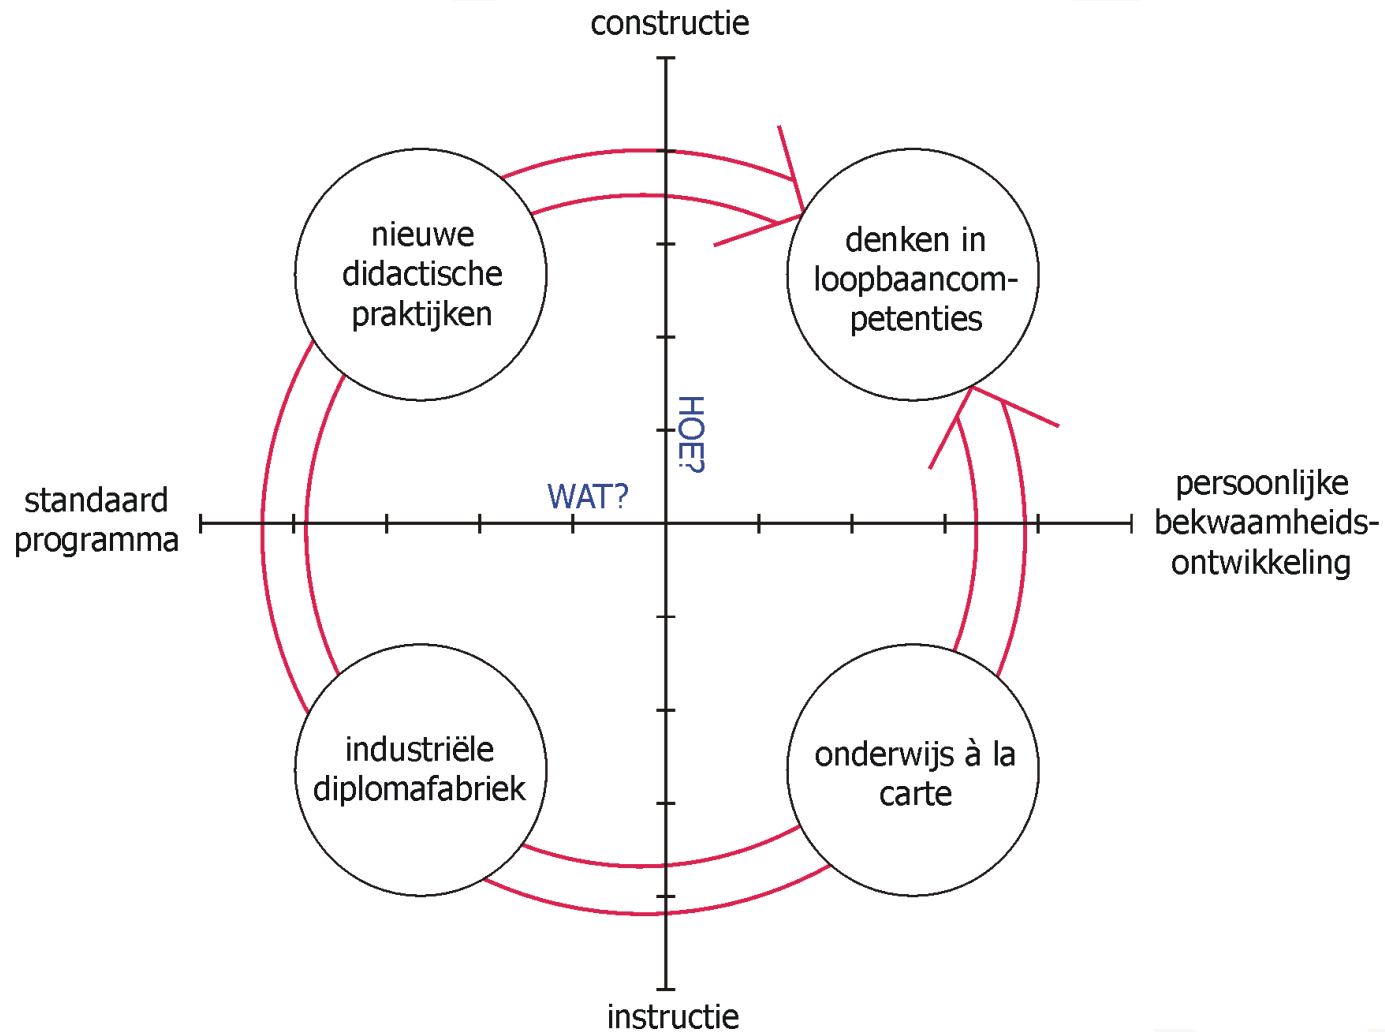 constructie
nieuwe
didactische
praktijken
denken in
loopbaancom-
petenties
HOE?
WAT?
standaard
programma
persoonlijke
bekwaamheids-
ontwikkeling
industriële
diplomafabriek
onderwijs à la
carte
instructie